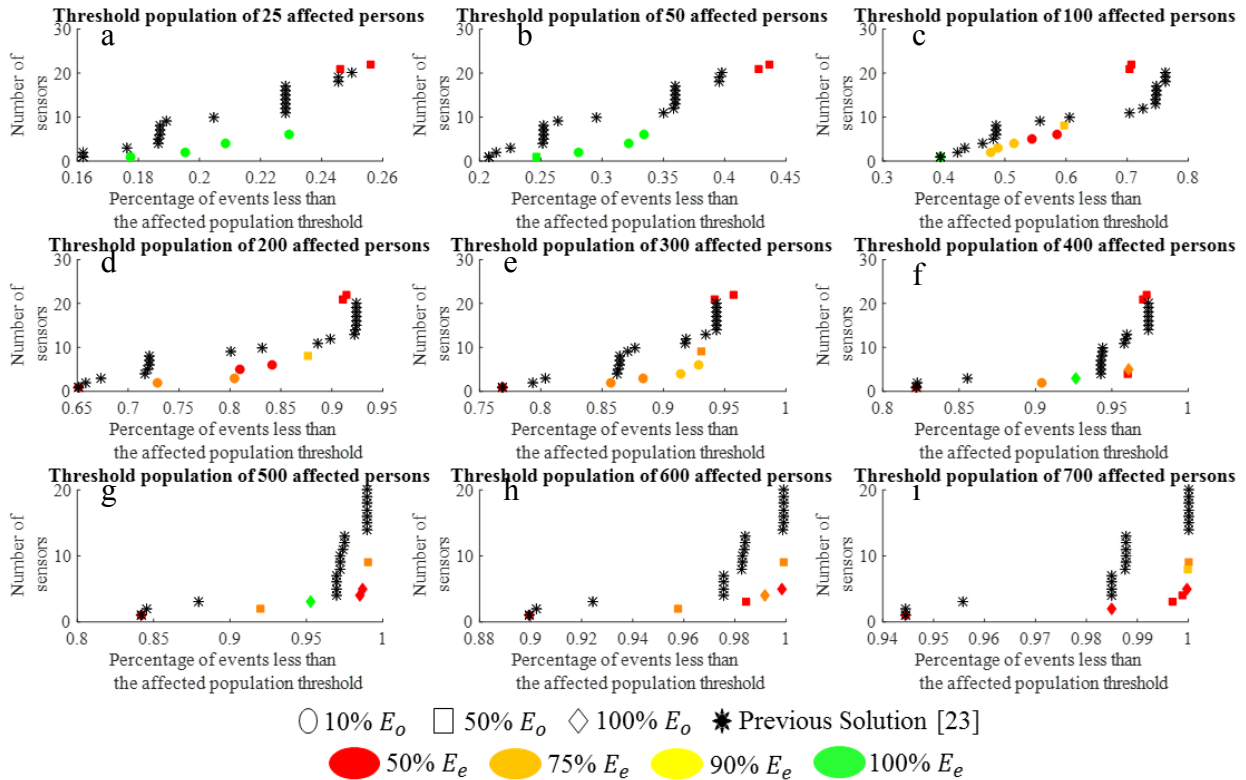 Threshold population of 25 affected persons
a
30
20
10
0
0.16 0.18 0.2 0.22 0.24 0.26
Number of
sensors
Percentage of events less than
the affected population threshold
Threshold population of 50 affected persons
b
30
20
10
0
0.2 0.25 0.3 0.35 0.4 0.45 0.5
Number of
sensors
Percentage of events less than
the affected population threshold
Threshold population of 100 affected persons
c
30
20
10
0
0.3 0.4 0.5 0.6 0.7 0.8
Number of
sensors
Percentage of events less than
the affected population threshold
Threshold population of 200 affected persons
d
30
20
10
0
0.65 0.7 0.75 0.8 0.85 0.9 0.95
Number of
sensors
Percentage of events less than
the affected population threshold
Threshold population of 300 affected persons
e
30
20
10
0
0.75 0.8 0.85 0.9 0.95 1
Number of
sensors
Percentage of events less than
the affected population threshold
Threshold population of 400 affected persons
f
30
20
10
0
0.8 0.85 0.9 0.95 1
Number of
sensors
Percentage of events less than
the affected population threshold
Threshold population of 500 affected persons
g
20
10
0
0.8 0.85 0.9 0.95 1
Number of
sensors
Percentage of events less than
the affected population threshold
Threshold population of 600 affected persons
h
20
10
0
0.88 0.9 0.92 0.94 0.96 0.98 1
Number of
sensors
Percentage of events less than
the affected population threshold
Threshold population of 700 affected persons
i
20
10
0
0.94 0.95 0.96 0.97 0.98 0.99 1
Number of
sensors
Percentage of events less than
the affected population threshold
10% Eₒ 50% Eₒ 100% Eₒ Previous Solution [23]
50% Eₑ 75% Eₑ 90% Eₑ 100% Eₑ